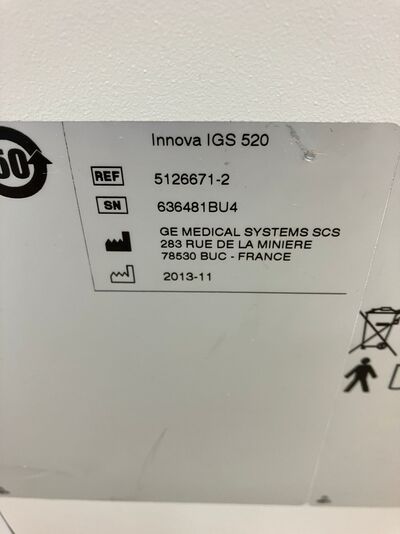 Innova IGS 520
50
REF 5126671-2
SN 636481BU4
GE MEDICAL SYSTEMS SCS
283 RUE DE LA MINIERE
78530 BUC - FRANCE
2013-11